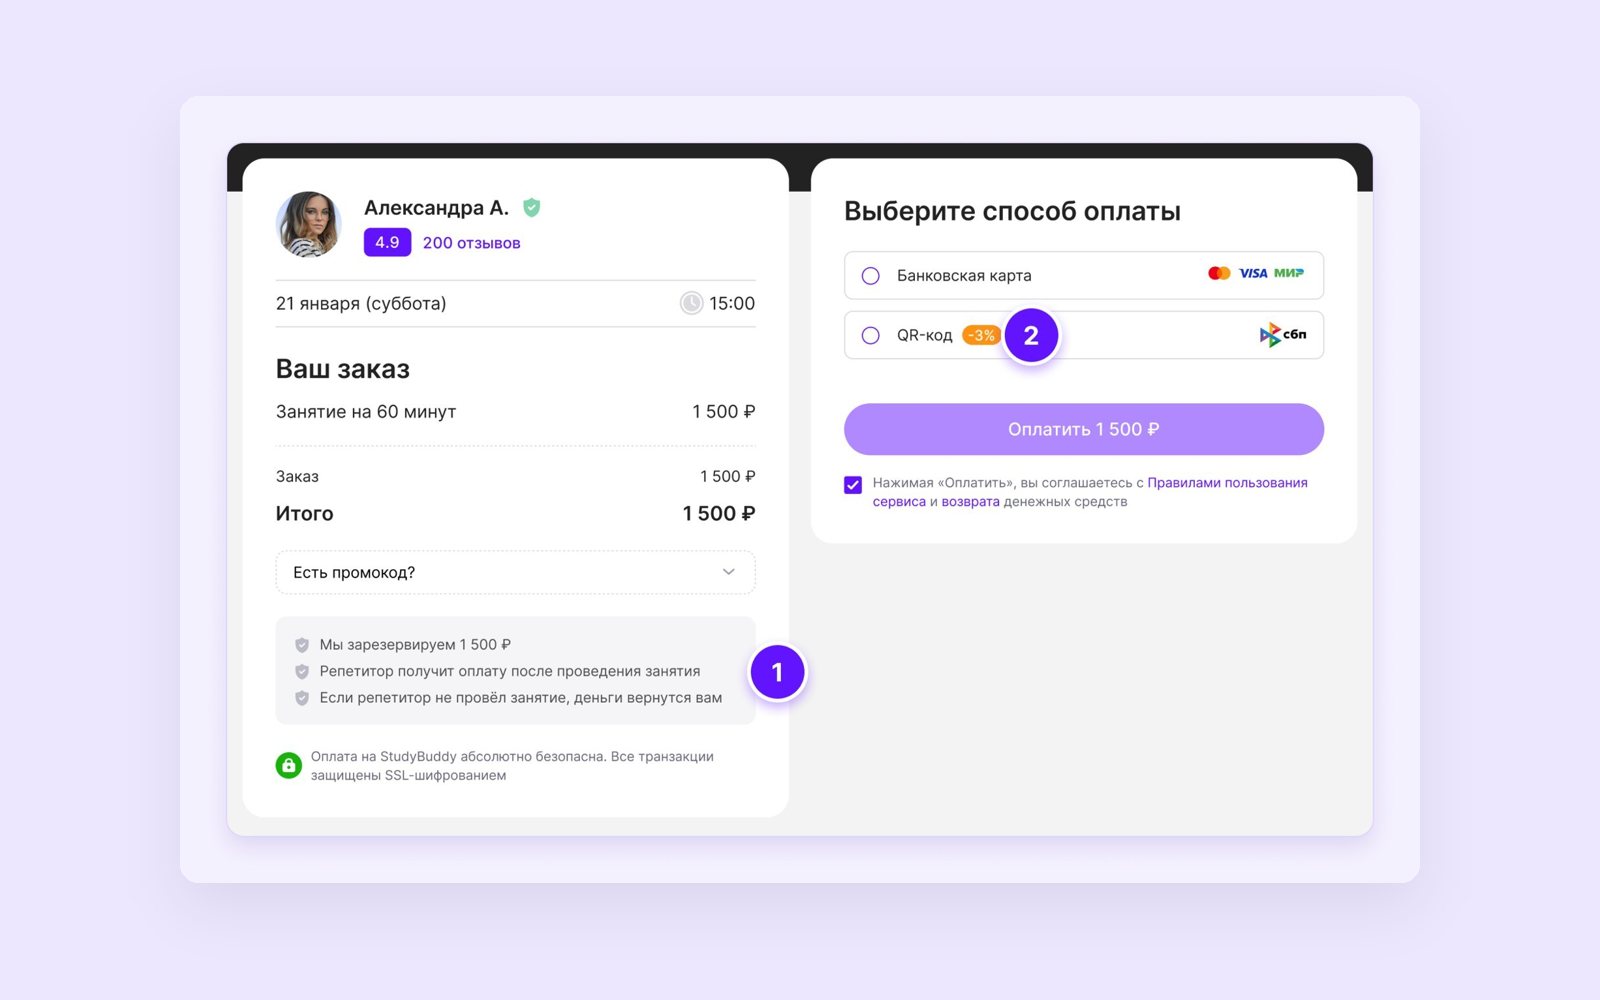 Александра А.
4.9 200 отзывов
21 января (суббота) 15:00
Ваш заказ
Занятие на 60 минут 1 500 ₽
Заказ 1 500 ₽
Итого 1 500 ₽
Есть промокод?
Мы зарезервируем 1 500 ₽
Репетитор получит оплату после проведения занятия
Если репетитор не провёл занятие, деньги вернутся вам
1
Оплата на StudyBuddy абсолютно безопасна. Все транзакции
защищены SSL-шифрованием
Выберите способ оплаты
Банковская карта VISA МИР
QR-код -3% 2 сбп
Оплатить 1 500 ₽
Нажимая «Оплатить», вы соглашаетесь с Правилами пользования
сервиса и возврата денежных средств